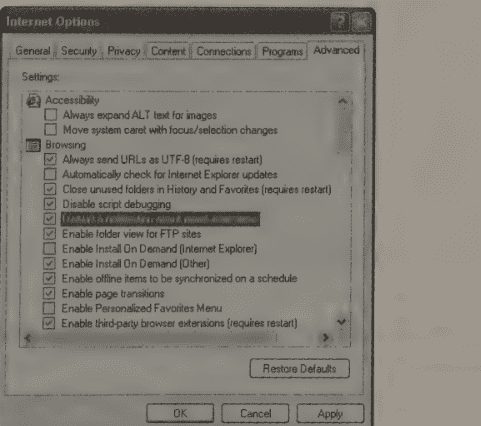 Internet Options
General Security Privacy Content Connections Programs Advanced
Settings:
Accessibility
Always expand ALT text for images
Move system caret with focus/selection changes
Browsing
Always send URLs as UTF-8 (requires restart)
Automatically check for Internet Explorer updates
Close unused folders in History and Favorites (requires restart)
Disable script debugging
Enable folder view for FTP sites
Enable Install On Demand (Internet Explorer)
Enable Install On Demand (Other)
Enable offline items to be synchronized on a schedule
Enable page transitions
Enable Personalized Favorites Menu
Enable third-party browser extensions (requires restart)
Restore Defaults
OK Cancel Apply